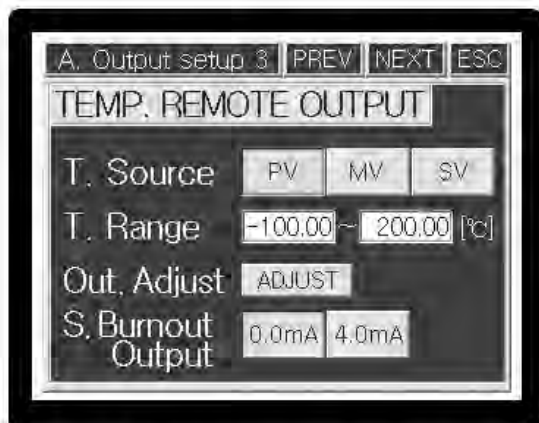 A. Output setup 3 PREV NEXT ESC
TEMP. REMOTE OUTPUT
T. Source PV MV SV
T. Range -100.00 ~ 200.00 [℃]
Out. Adjust ADJUST
S. Burnout
Output 0.0mA 4.0mA